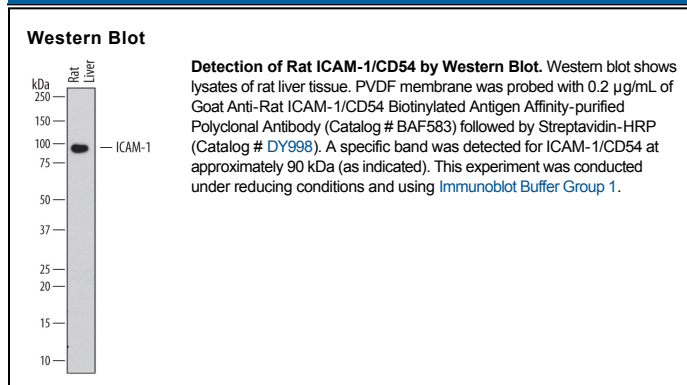 Western Blot
Rat
Liver
kDa
250
150
100
75
50
37
25
20
15
10
ICAM-1
Detection of Rat ICAM-1/CD54 by Western Blot. Western blot shows
lysates of rat liver tissue. PVDF membrane was probed with 0.2 µg/mL of
Goat Anti-Rat ICAM-1/CD54 Biotinylated Antigen Affinity-purified
Polyclonal Antibody (Catalog # BAF583) followed by Streptavidin-HRP
(Catalog # DY998). A specific band was detected for ICAM-1/CD54 at
approximately 90 kDa (as indicated). This experiment was conducted
under reducing conditions and using Immunoblot Buffer Group 1.